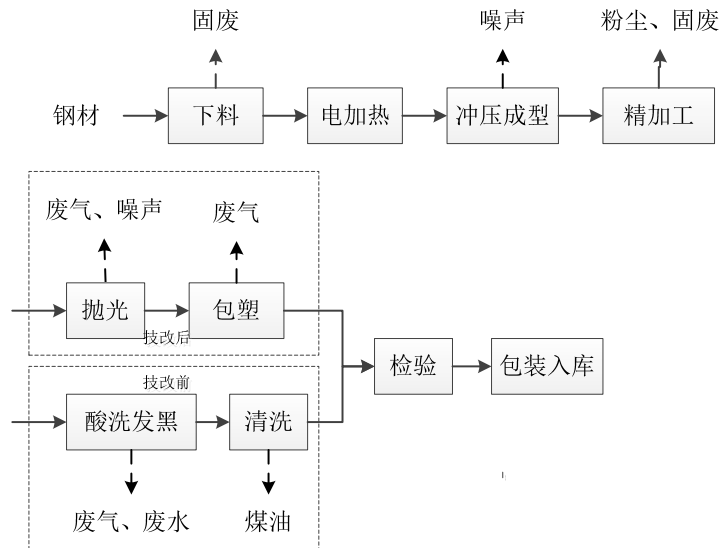 固废 噪声 粉尘、固废
钢材 下料 电加热 冲压成型 精加工
废气、噪声 废气
抛光 包塑
技改后
检验 包装入库
技改前
酸洗发黑 清洗
废气、废水 煤油